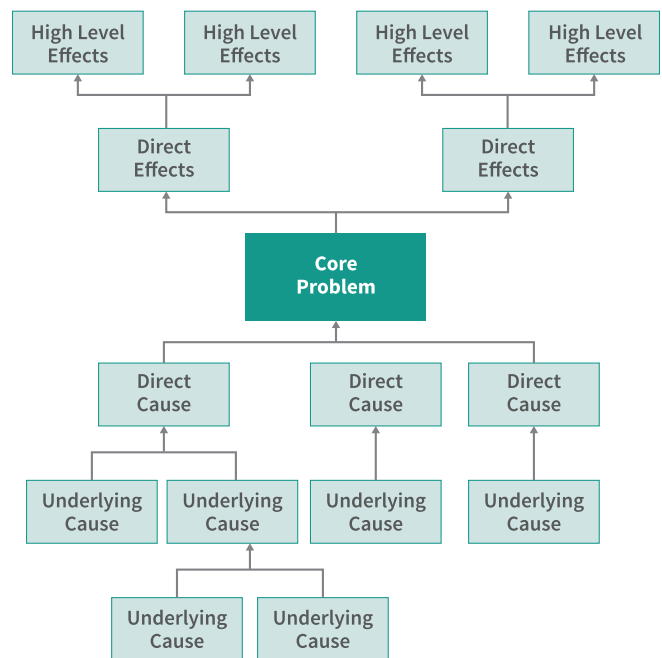 High Level
Effects
High Level
Effects
High Level
Effects
High Level
Effects
Direct
Effects
Direct
Effects
Core
Problem
Direct
Cause
Direct
Cause
Direct
Cause
Underlying
Cause
Underlying
Cause
Underlying
Cause
Underlying
Cause
Underlying
Cause
Underlying
Cause